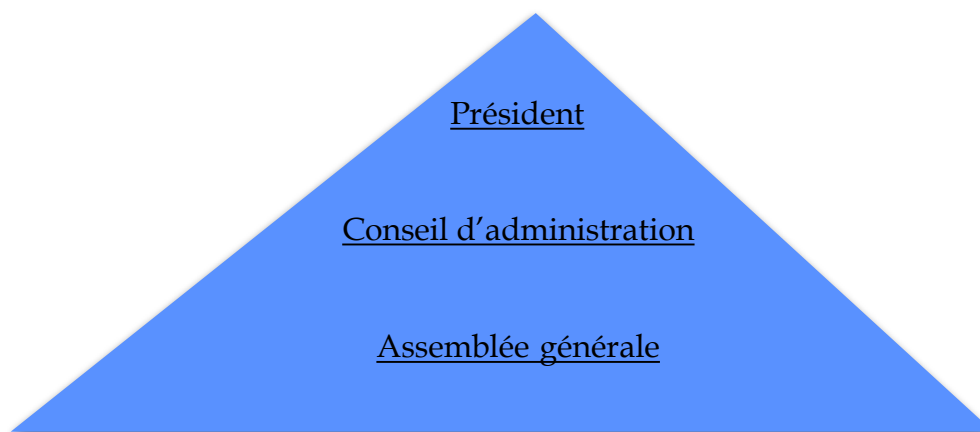 Président
Conseil d’administration
Assemblée générale